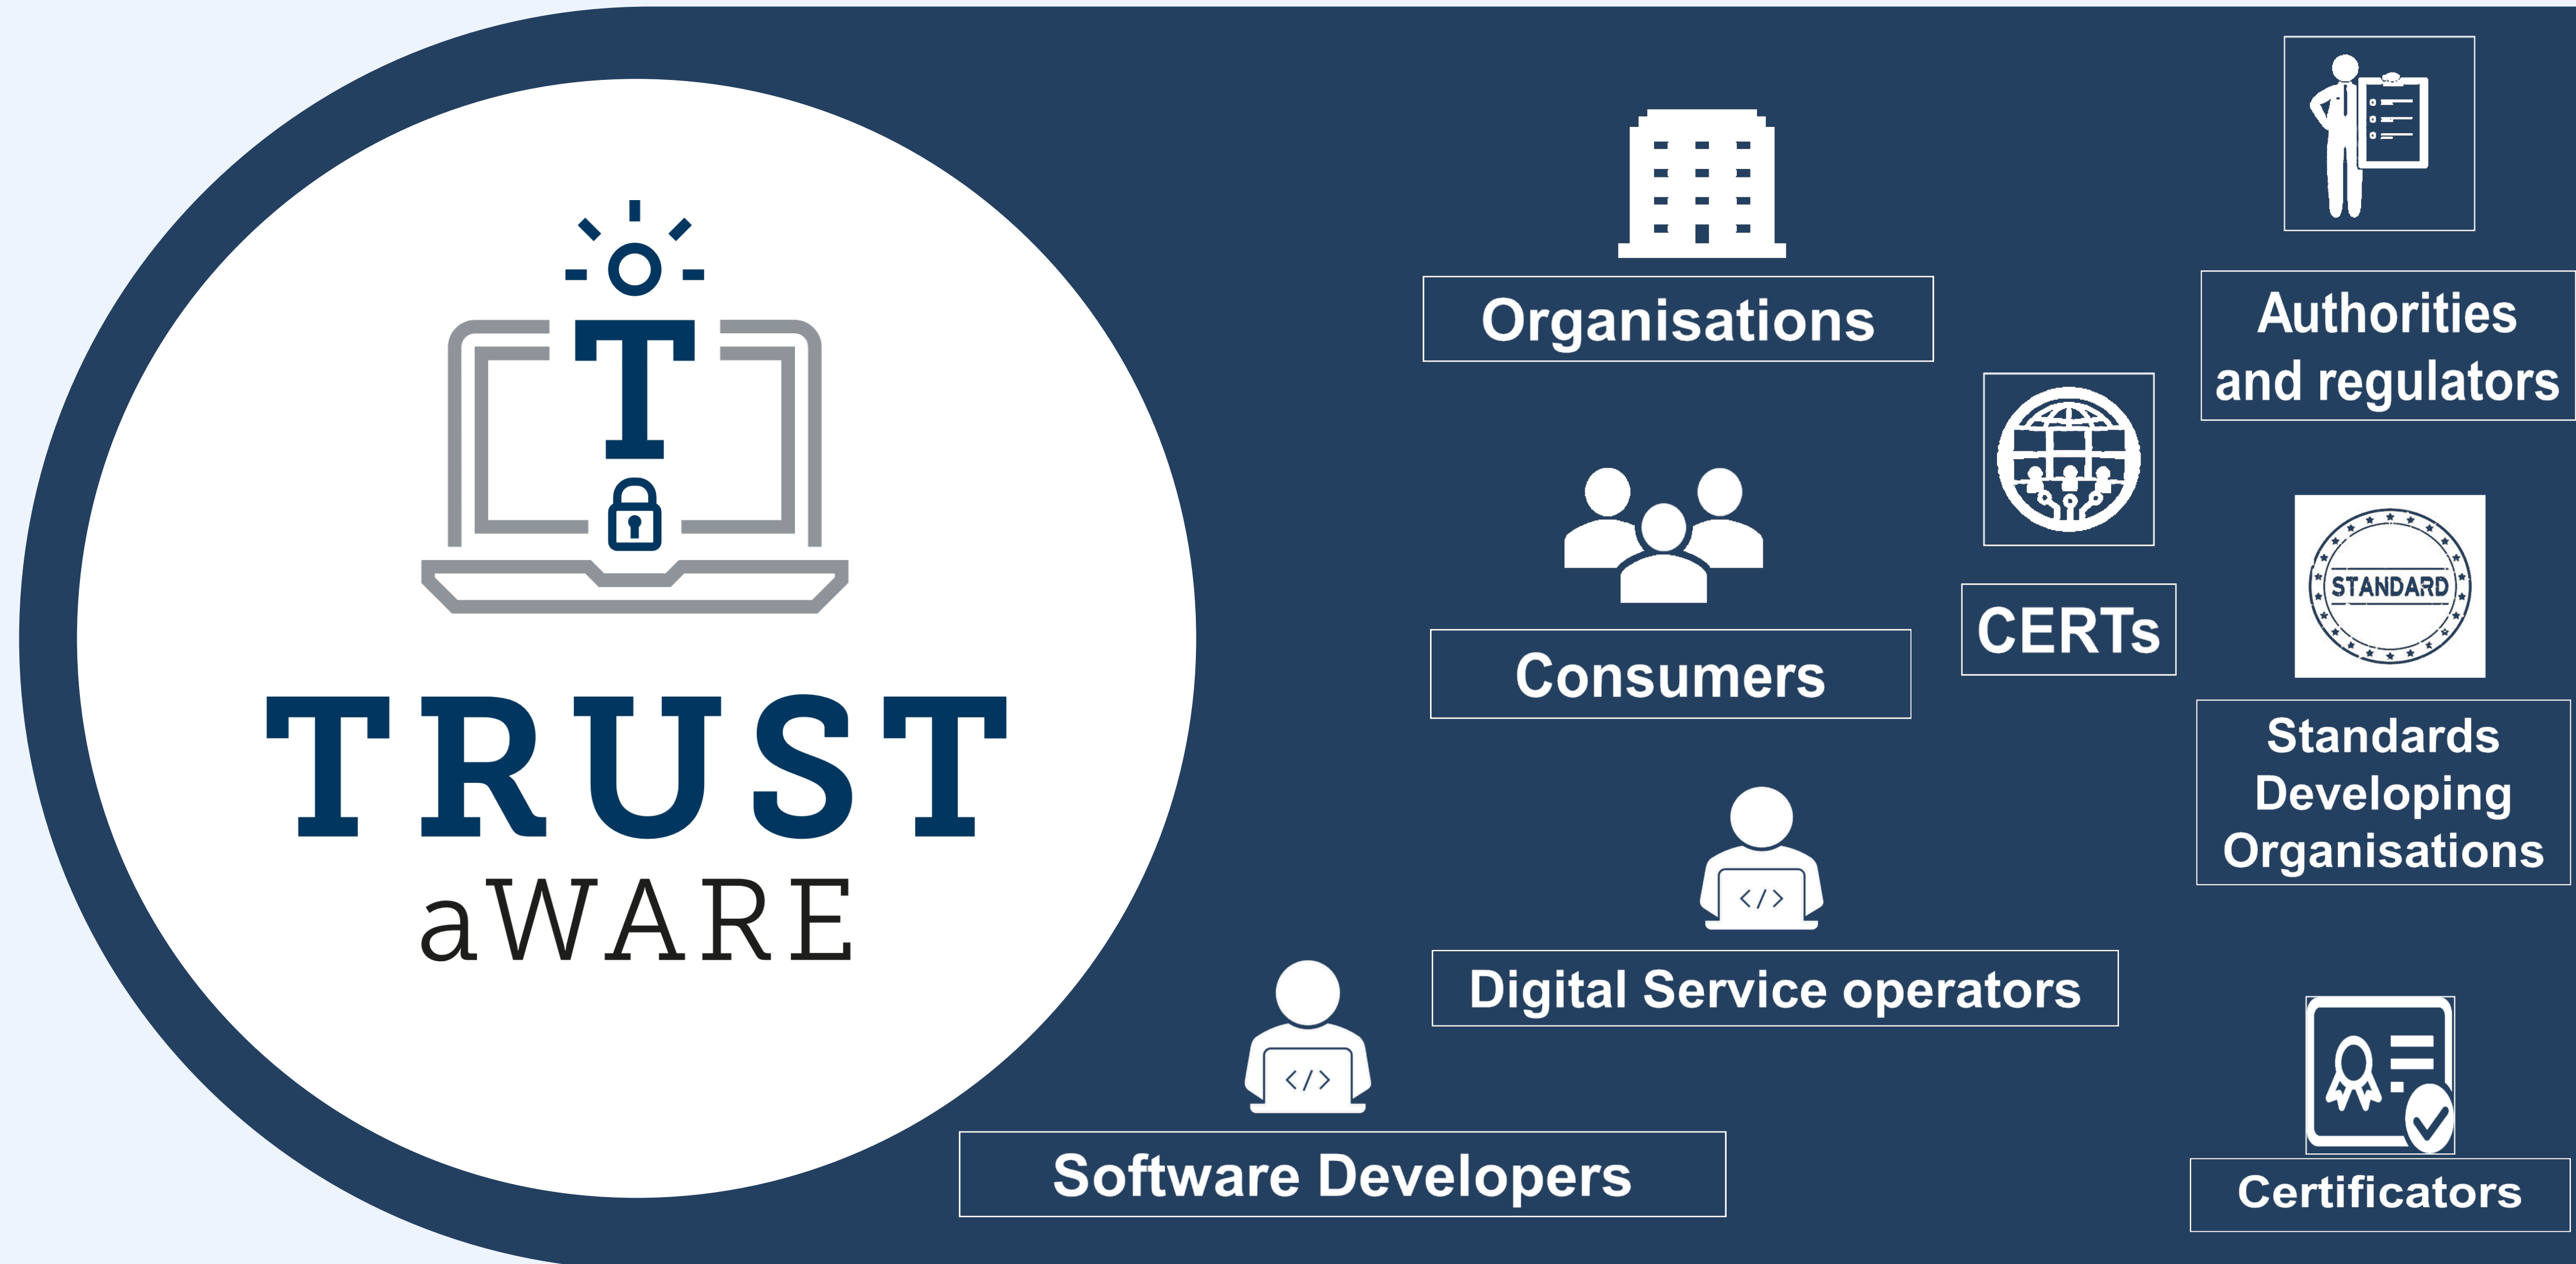 T
TRUST
aWARE
Organisations
Consumers
</>
Digital Service operators
</>
Software Developers
CERTs
Authorities
and regulators
STANDARD
Standards
Developing
Organisations
Certificators